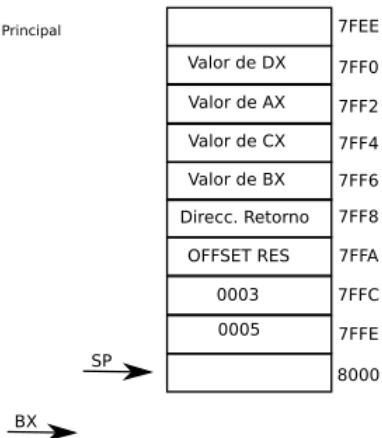 Principal
7FEE
Valor de DX 7FF0
Valor de AX 7FF2
Valor de CX 7FF4
Valor de BX 7FF6
Direcc. Retorno 7FF8
OFFSET RES 7FFA
0003 7FFC
0005 7FFE
SP 8000
BX